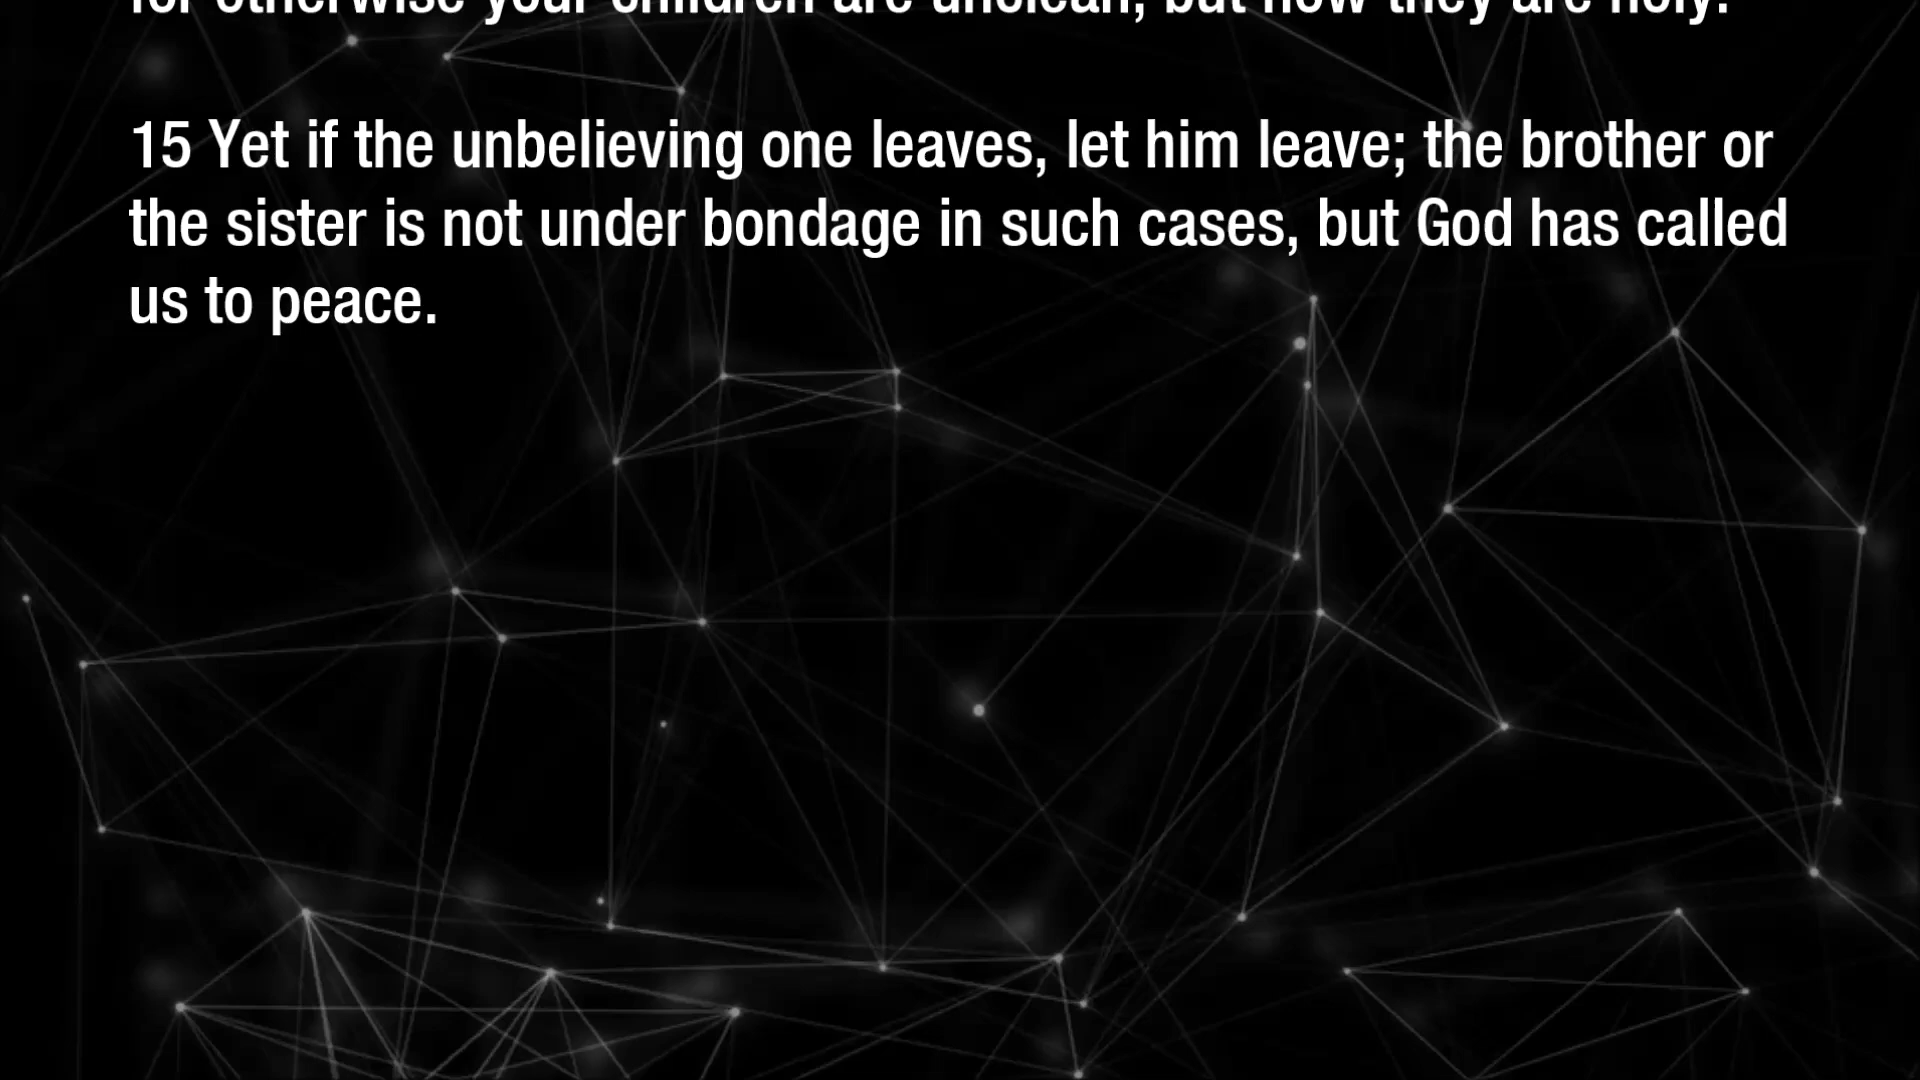 for otherwise your children are unclean, but now they are holy.
15 Yet if the unbelieving one leaves, let him leave; the brother or
the sister is not under bondage in such cases, but God has called
us to peace.